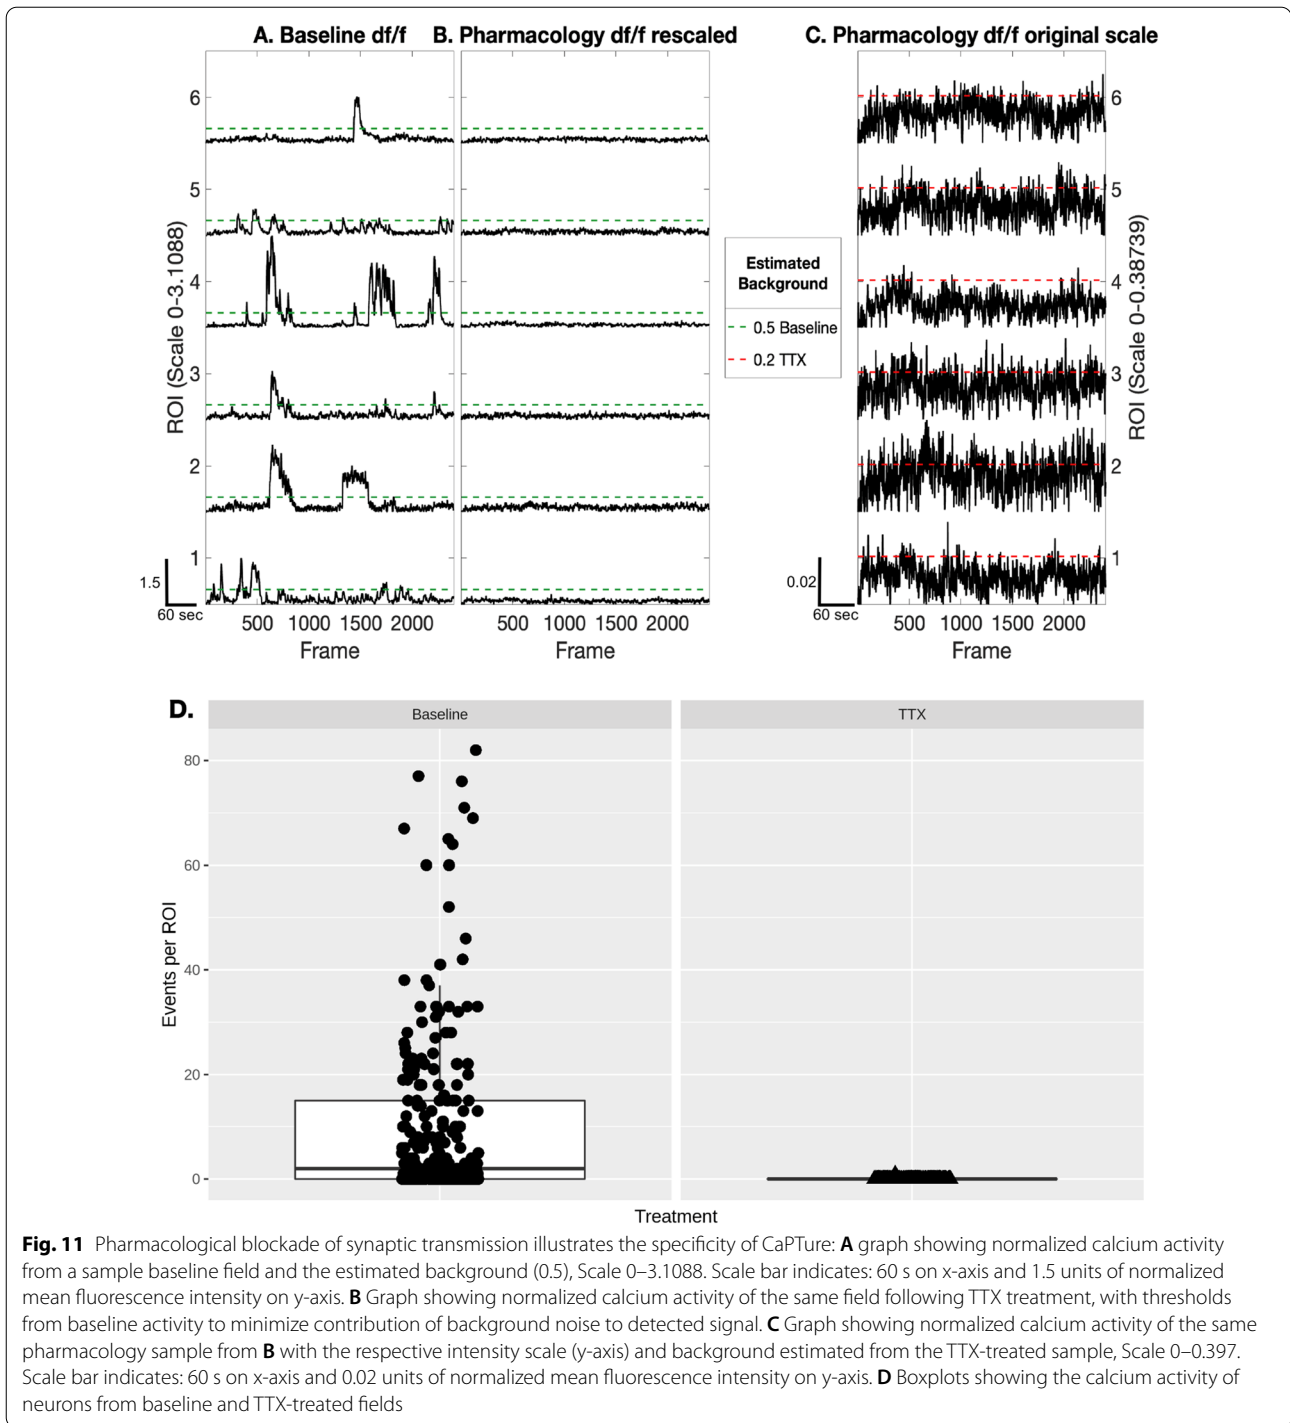 A. Baseline df/f
B. Pharmacology df/f rescaled
C. Pharmacology df/f original scale
ROI (Scale 0-3.1088)
6
5
4
3
2
1
1.5
60 sec
500 1000 1500 2000
Frame
500 1000 1500 2000
Frame
Estimated
Background
0.5 Baseline
0.2 TTX
6
5
4
3
2
1
ROI (Scale 0-0.38739)
0.02
60 sec
500 1000 1500 2000
Frame
D.
Baseline
TTX
Events per ROI
80
60
40
20
0
Treatment
Fig. 11 Pharmacological blockade of synaptic transmission illustrates the specificity of CaPTure: A graph showing normalized calcium activity
from a sample baseline field and the estimated background (0.5), Scale 0–3.1088. Scale bar indicates: 60 s on x-axis and 1.5 units of normalized
mean fluorescence intensity on y-axis. B Graph showing normalized calcium activity of the same field following TTX treatment, with thresholds
from baseline activity to minimize contribution of background noise to detected signal. C Graph showing normalized calcium activity of the same
pharmacology sample from B with the respective intensity scale (y-axis) and background estimated from the TTX-treated sample, Scale 0–0.397.
Scale bar indicates: 60 s on x-axis and 0.02 units of normalized mean fluorescence intensity on y-axis. D Boxplots showing the calcium activity of
neurons from baseline and TTX-treated fields